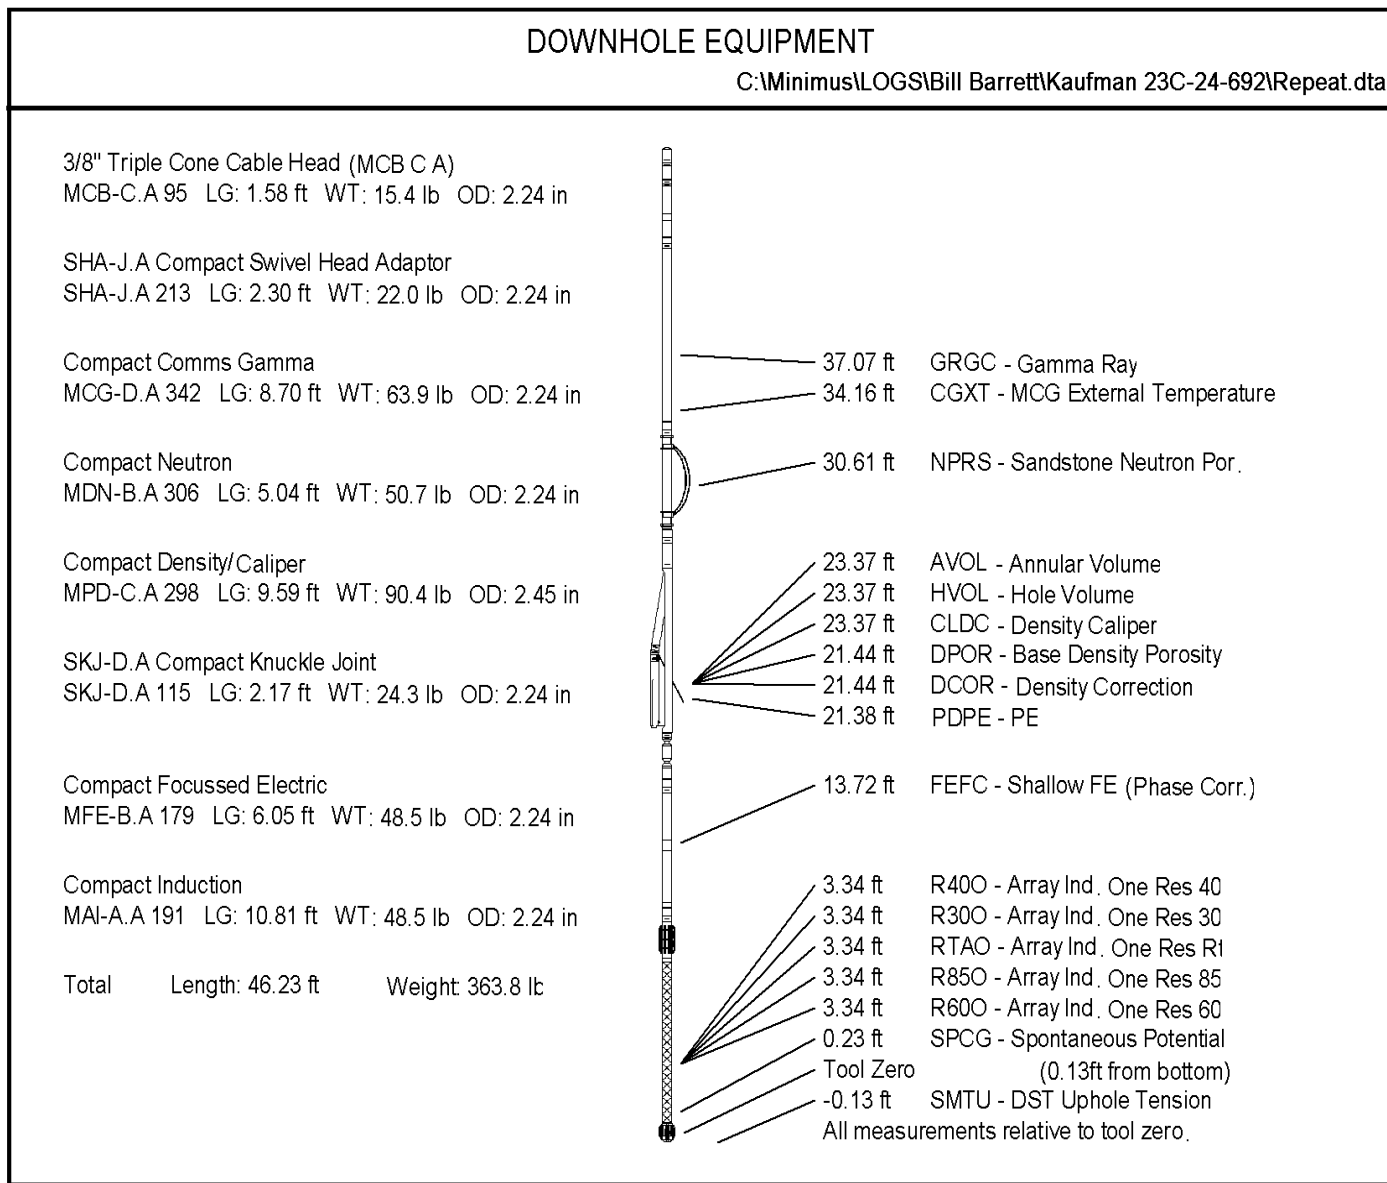 DOWNHOLE EQUIPMENT
C:\Minimus\LOGS\Bill Barrett\Kaufman 23C-24-692\Repeat.dta
3/8" Triple Cone Cable Head (MCB C A)
MCB-C.A 95 LG: 1.58 ft WT: 15.4 lb OD: 2.24 in
SHA-J.A Compact Swivel Head Adaptor
SHA-J.A 213 LG: 2.30 ft WT: 22.0 lb OD: 2.24 in
Compact Comms Gamma
MCG-D.A 342 LG: 8.70 ft WT: 63.9 lb OD: 2.24 in
Compact Neutron
MDN-B.A 306 LG: 5.04 ft WT: 50.7 lb OD: 2.24 in
Compact Density/Caliper
MPD-C.A 298 LG: 9.59 ft WT: 90.4 lb OD: 2.45 in
SKJ-D.A Compact Knuckle Joint
SKJ-D.A 115 LG: 2.17 ft WT: 24.3 lb OD: 2.24 in
Compact Focussed Electric
MFE-B.A 179 LG: 6.05 ft WT: 48.5 lb OD: 2.24 in
Compact Induction
MAI-A.A 191 LG: 10.81 ft WT: 48.5 lb OD: 2.24 in
Total Length: 46.23 ft Weight: 363.8 lb
37.07 ft GRGC - Gamma Ray
34.16 ft CGXT - MCG External Temperature
30.61 ft NPRS - Sandstone Neutron Por.
23.37 ft AVOL - Annular Volume
23.37 ft HVOL - Hole Volume
23.37 ft CLDC - Density Caliper
21.44 ft DPOR - Base Density Porosity
21.44 ft DCOR - Density Correction
21.38 ft PDPE - PE
13.72 ft FEFC - Shallow FE (Phase Corr.)
3.34 ft R40O - Array Ind. One Res 40
3.34 ft R30O - Array Ind. One Res 30
3.34 ft RTAO - Array Ind. One Res Rt
3.34 ft R85O - Array Ind. One Res 85
3.34 ft R60O - Array Ind. One Res 60
0.23 ft SPCG - Spontaneous Potential
Tool Zero (0.13ft from bottom)
-0.13 ft SMTU - DST Uphole Tension
All measurements relative to tool zero.